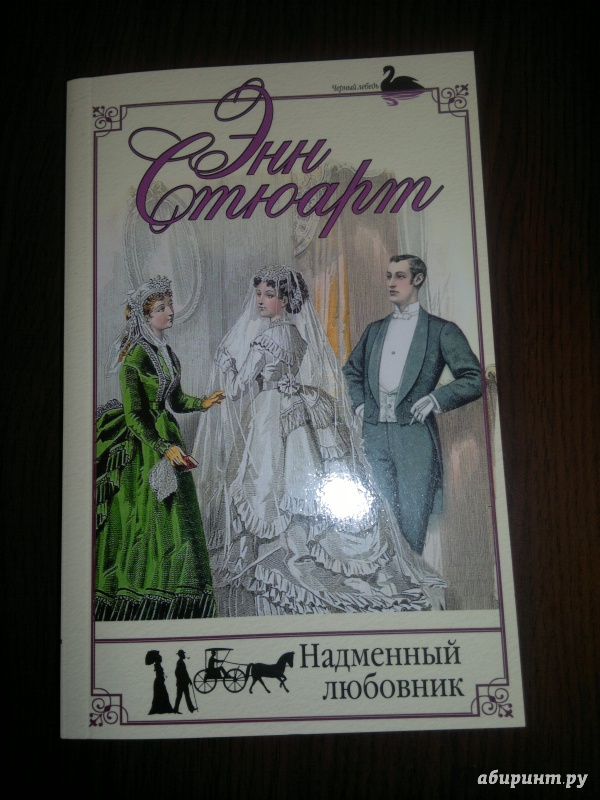 Черный лебедь
Энн
Стюарт
Надменный
любовник
абиринт.ру